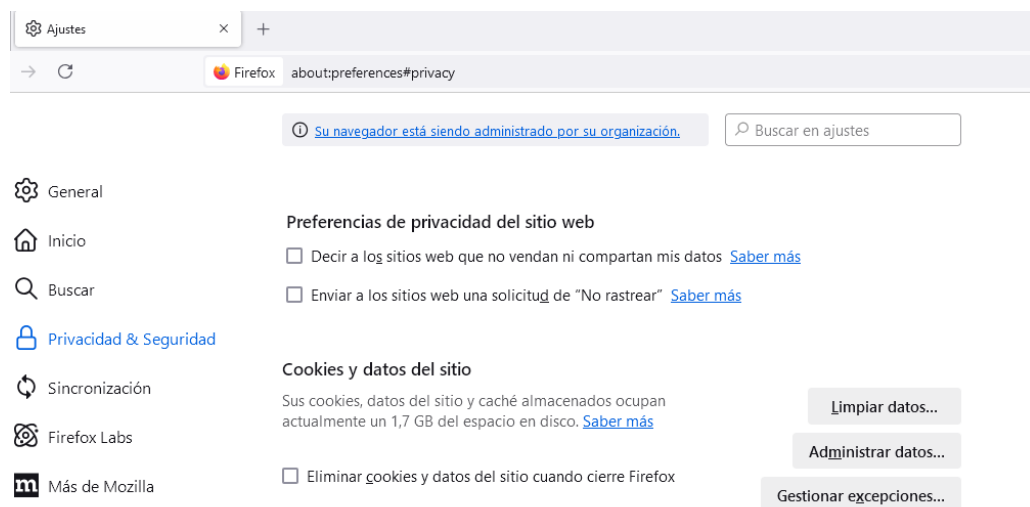 Ajustes
Firefox about:preferences#privacy
Su navegador está siendo administrado por su organización.
Buscar en ajustes
General
Inicio
Buscar
Privacidad & Seguridad
Sincronización
Firefox Labs
Más de Mozilla
Preferencias de privacidad del sitio web
Decir a los sitios web que no vendan ni compartan mis datos Saber más
Enviar a los sitios web una solicitud de “No rastrear” Saber más
Cookies y datos del sitio
Sus cookies, datos del sitio y caché almacenados ocupan
actualmente un 1,7 GB del espacio en disco. Saber más
Limpiar datos...
Administrar datos...
Eliminar cookies y datos del sitio cuando cierre Firefox
Gestionar excepciones...